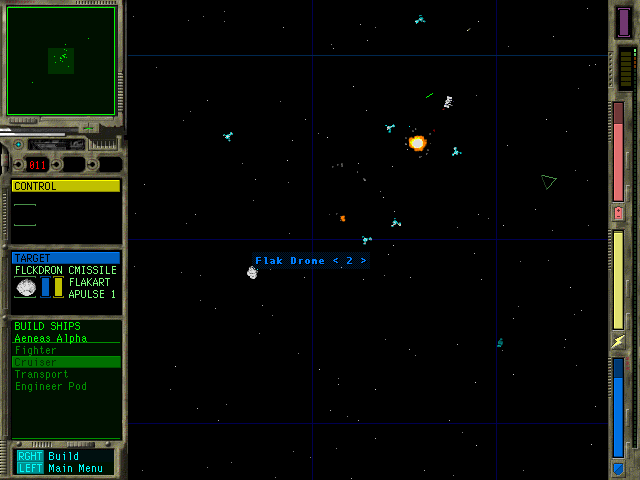 011
CONTROL
TARGET
FLCKDRON CMISSILE
FLAKART
APULSE 1
Flak Drone < 2 >
BUILD SHIPS
Aeneas Alpha
Fighter
Cruiser
Transport
Engineer Pod
RGHT Build
LEFT Main Menu